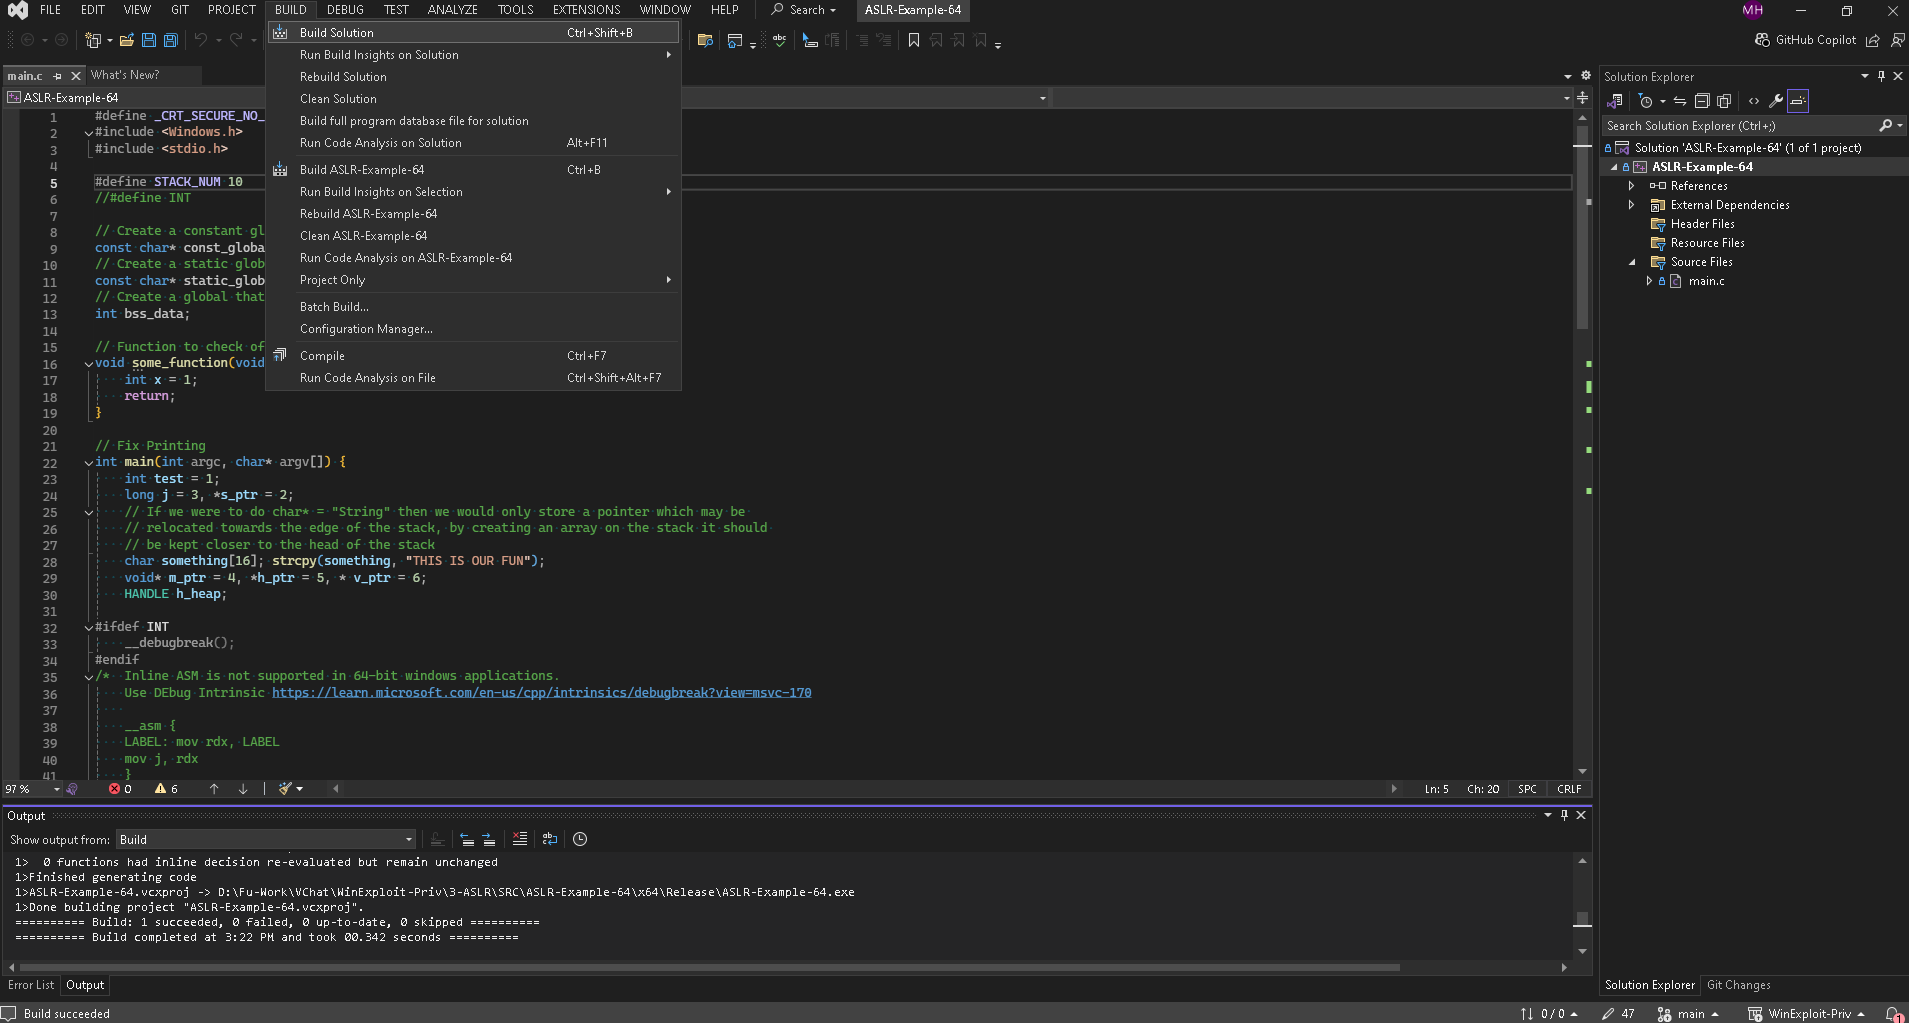 FILE EDIT VIEW GIT PROJECT BUILD DEBUG TEST ANALYZE TOOLS EXTENSIONS WINDOW HELP Search ASLR-Example-64 MH
GitHub Copilot
Build Solution Ctrl+Shift+B
Run Build Insights on Solution
Rebuild Solution
Clean Solution
Build full program database file for solution
Run Code Analysis on Solution Alt+F11
Build ASLR-Example-64 Ctrl+B
Run Build Insights on Selection
Rebuild ASLR-Example-64
Clean ASLR-Example-64
Run Code Analysis on ASLR-Example-64
Project Only
Batch Build...
Configuration Manager...
Compile Ctrl+F7
Run Code Analysis on File Ctrl+Shift+Alt+F7
main.c What's New?
ASLR-Example-64
1 #define _CRT_SECURE_NO_
2 #include <Windows.h>
3 #include <stdio.h>
4
5 #define STACK_NUM 10
6 //#define INT
7
8 // Create a constant gl
9 const char* const_globa
10 // Create a static glob
11 const char* static_glob
12 // Create a global that
13 int bss_data;
14
15 // Function to check of
16 void some_function(void
17 int x = 1;
18 return;
19 }
20
21 // Fix Printing
22 int main(int argc, char* argv[]) {
23 int test = 1;
24 long j = 3, *s_ptr = 2;
25 // If we were to do char* = "String" then we would only store a pointer which may be
26 // relocated towards the edge of the stack, by creating an array on the stack it should
27 // be kept closer to the head of the stack
28 char something[16]; strcpy(something, "THIS IS OUR FUN");
29 void* m_ptr = 4, *h_ptr = 5, * v_ptr = 6;
30 HANDLE h_heap;
31
32 #ifdef INT
33 __debugbreak();
34 #endif
35 /* Inline ASM is not supported in 64-bit windows applications.
36 Use DEbug Intrinsic https://learn.microsoft.com/en-us/cpp/intrinsics/debugbreak?view=msvc-170
37
38 __asm {
39 LABEL: mov rdx, LABEL
40 mov j, rdx
41 }
97 % 0 6 Ln: 5 Ch: 20 SPC CRLF
Output
Show output from: Build
1> 0 functions had inline decision re-evaluated but remain unchanged
1>Finished generating code
1>ASLR-Example-64.vcxproj -> D:\Fu-Work\VChat\WinExploit-Priv\3-ASLR\SRC\ASLR-Example-64\x64\Release\ASLR-Example-64.exe
1>Done building project "ASLR-Example-64.vcxproj".
========== Build: 1 succeeded, 0 failed, 0 up-to-date, 0 skipped ==========
========== Build completed at 3:22 PM and took 00.342 seconds ==========
Error List Output
Solution Explorer
Search Solution Explorer (Ctrl+;)
Solution 'ASLR-Example-64' (1 of 1 project)
ASLR-Example-64
References
External Dependencies
Header Files
Resource Files
Source Files
main.c
Solution Explorer Git Changes
Build succeeded 0 / 0 47 main WinExploit-Priv 1